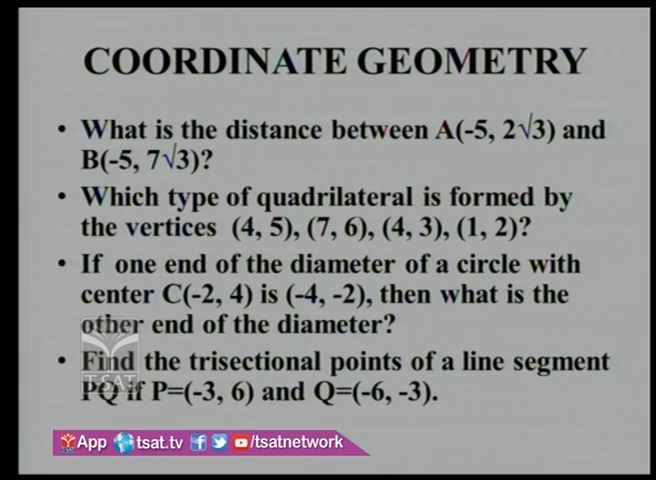 COORDINATE GEOMETRY
• What is the distance between A(-5, 2√3) and
B(-5, 7√3)?
• Which type of quadrilateral is formed by
the vertices (4, 5), (7, 6), (4, 3), (1, 2)?
• If one end of the diameter of a circle with
center C(-2, 4) is (-4, -2), then what is the
other end of the diameter?
• Find the trisectional points of a line segment
PQ if P=(-3, 6) and Q=(-6, -3).
T-SAT
App tsat.tv /tsatnetwork